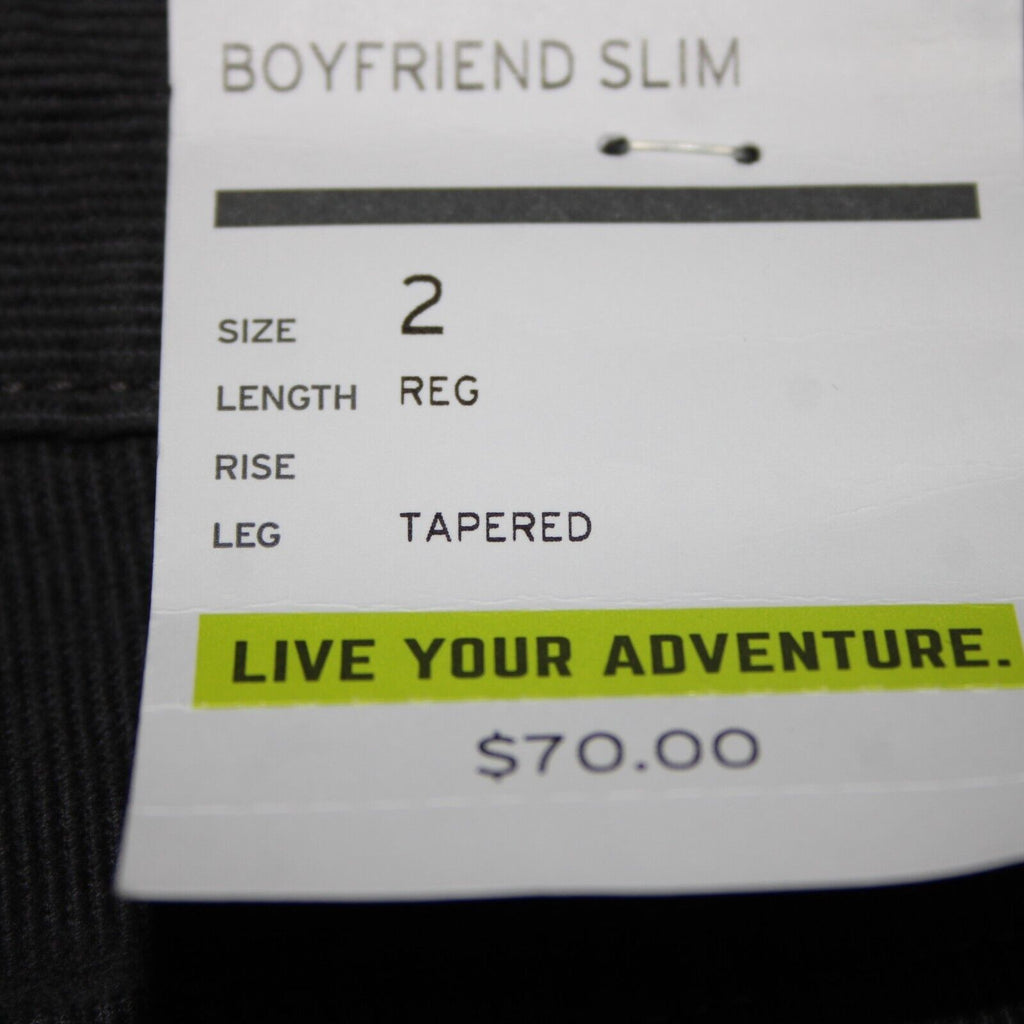 BOYFRIEND SLIM
SIZE 2
LENGTH REG
RISE
LEG TAPERED
LIVE YOUR ADVENTURE.
$70.00